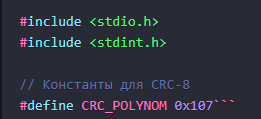 #include <stdio.h>
#include <stdint.h>
// Константы для CRC-8
#define CRC_POLYNOM 0x107```